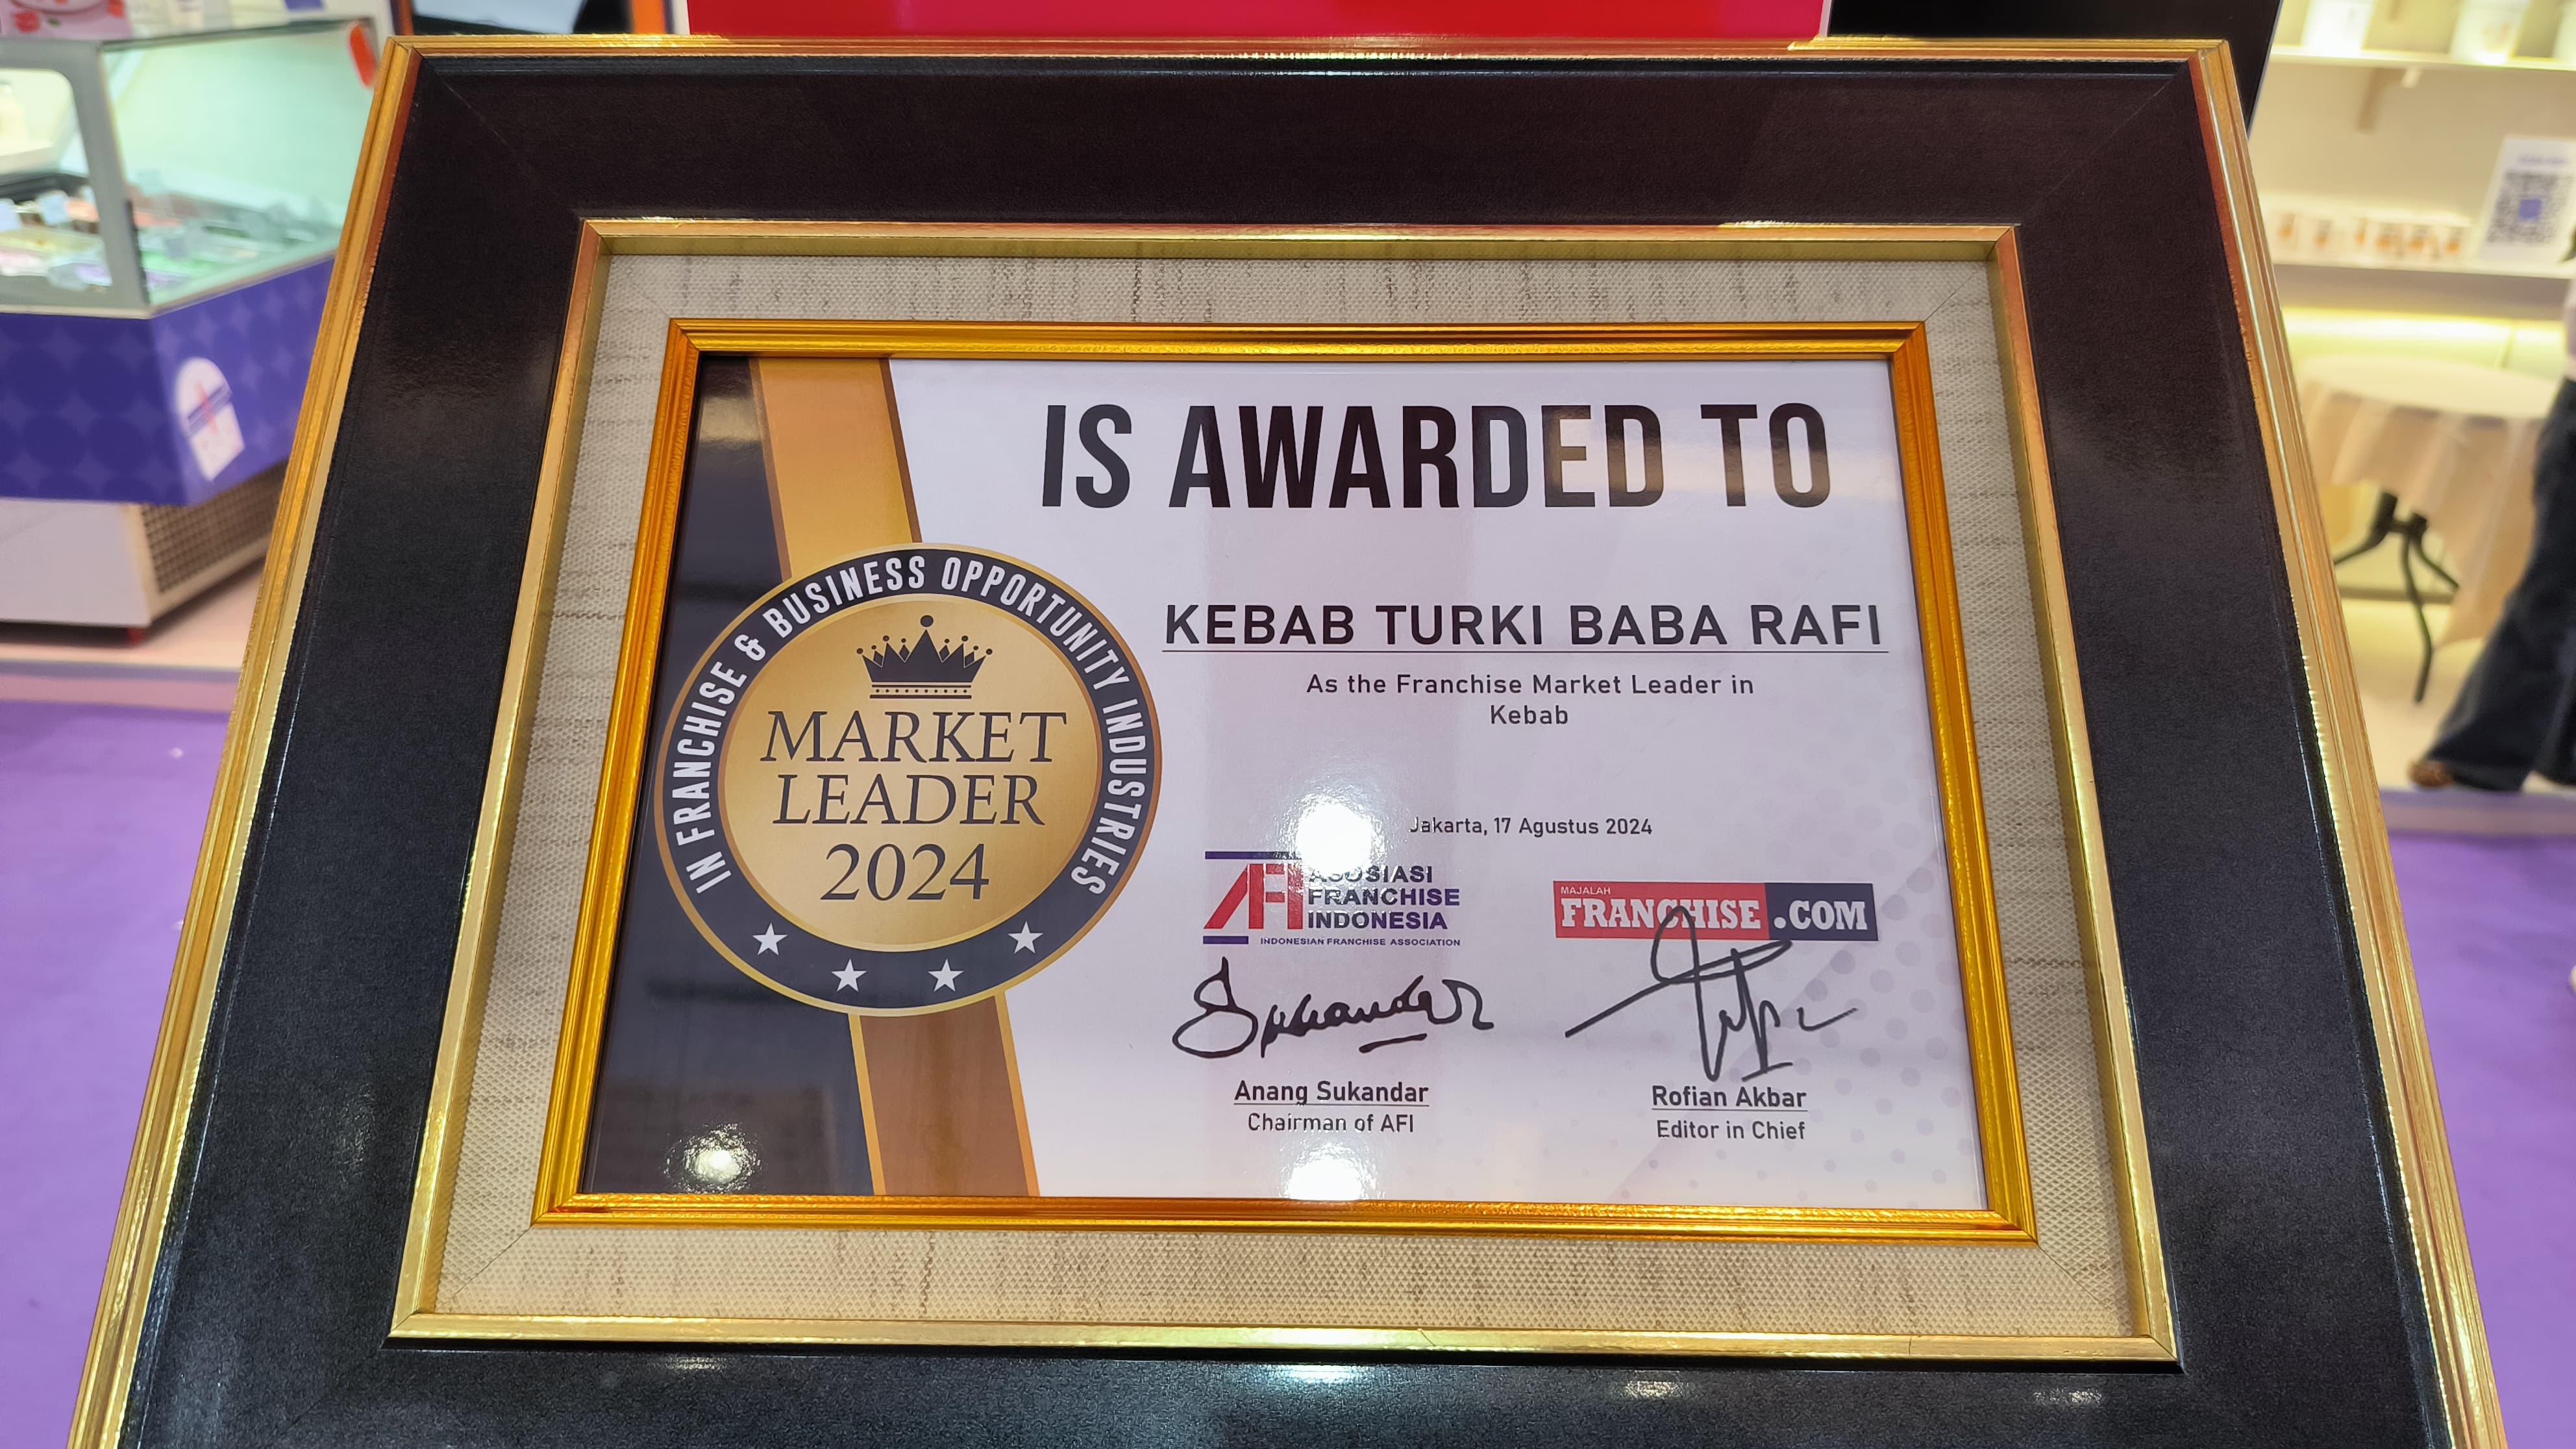 IS AWARDED TO
IN FRANCHISE & BUSINESS OPPORTUNITY INDUSTRIES
MARKET
LEADER
2024
KEBAB TURKI BABA RAFI
As the Franchise Market Leader in
Kebab
Jakarta, 17 Agustus 2024
AFI
ASOSIASI
FRANCHISE
INDONESIA
INDONESIAN FRANCHISE ASSOCIATION
MAJALAH
FRANCHISE.COM
Sukandar
Anang Sukandar
Chairman of AFI
Rofian Akbar
Editor in Chief